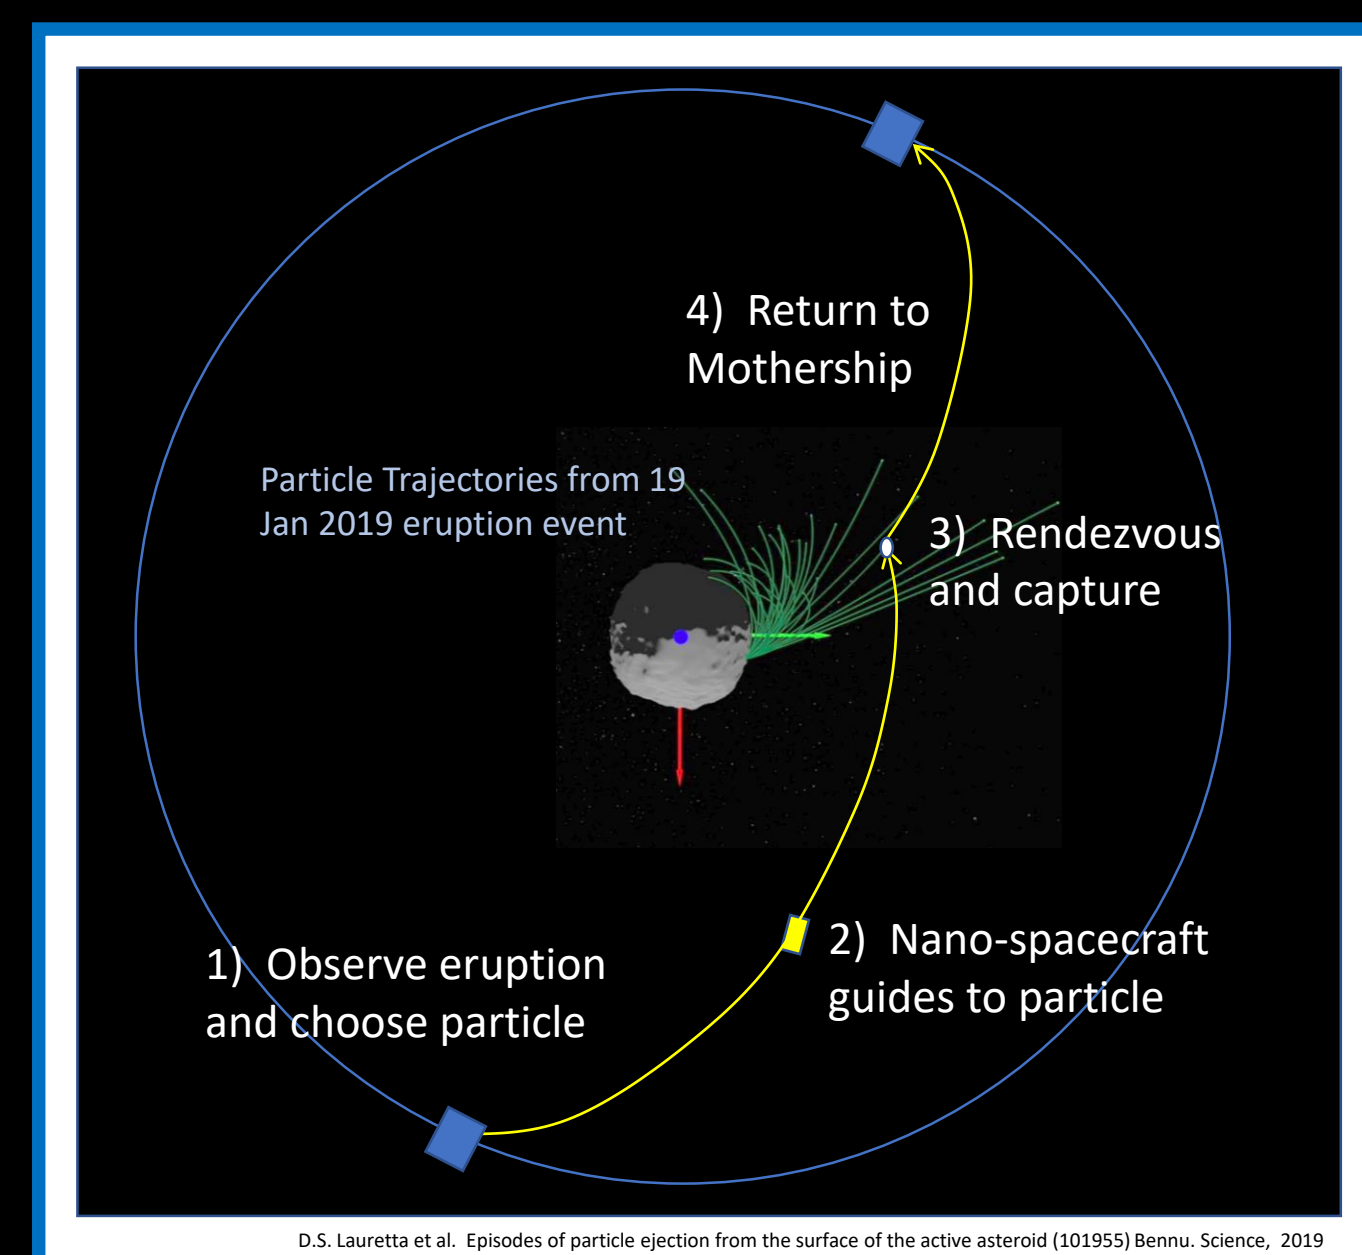 4) Return to
Mothership
Particle Trajectories from 19
Jan 2019 eruption event
3) Rendezvous
and capture
1) Observe eruption
and choose particle
2) Nano-spacecraft
guides to particle
D.S. Lauretta et al. Episodes of particle ejection from the surface of the active asteroid (101955) Bennu. Science, 2019